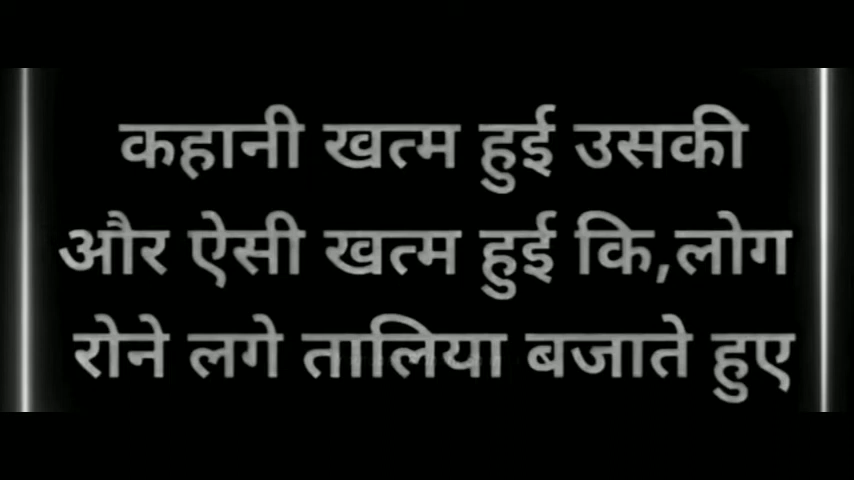 कहानी खत्म हुई उसकी
और ऐसी खत्म हुई कि,लोग
रोने लगे तालिया बजाते हुए